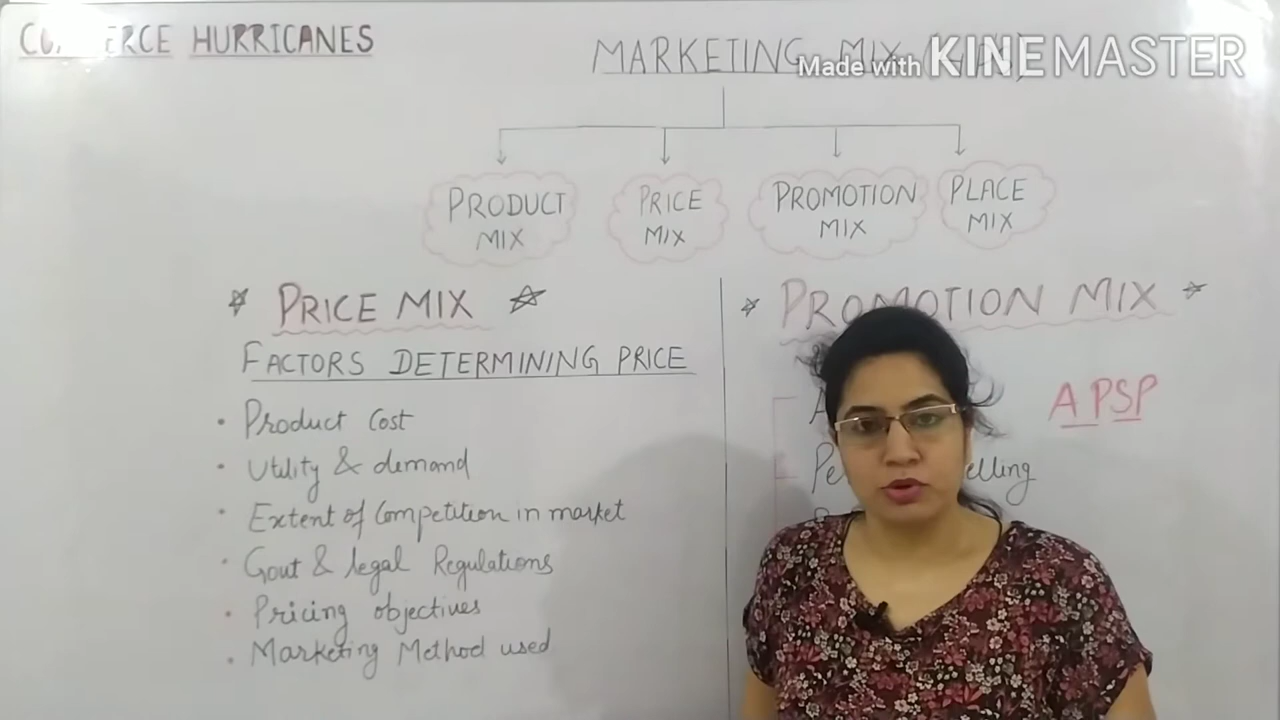 HURRICANES
MARKETING MIX
Made with KINEMASTER
PRODUCT
MIX
PRICE
MIX
PROMOTION
MIX
PLACE
MIX
PRICE MIX
FACTORS DETERMINING PRICE
• Product Cost
• Utility & demand
• Extent of Competition in market
• Govt & legal Regulations
• Pricing objectives
• Marketing Method used
PROMOTION MIX
APSP